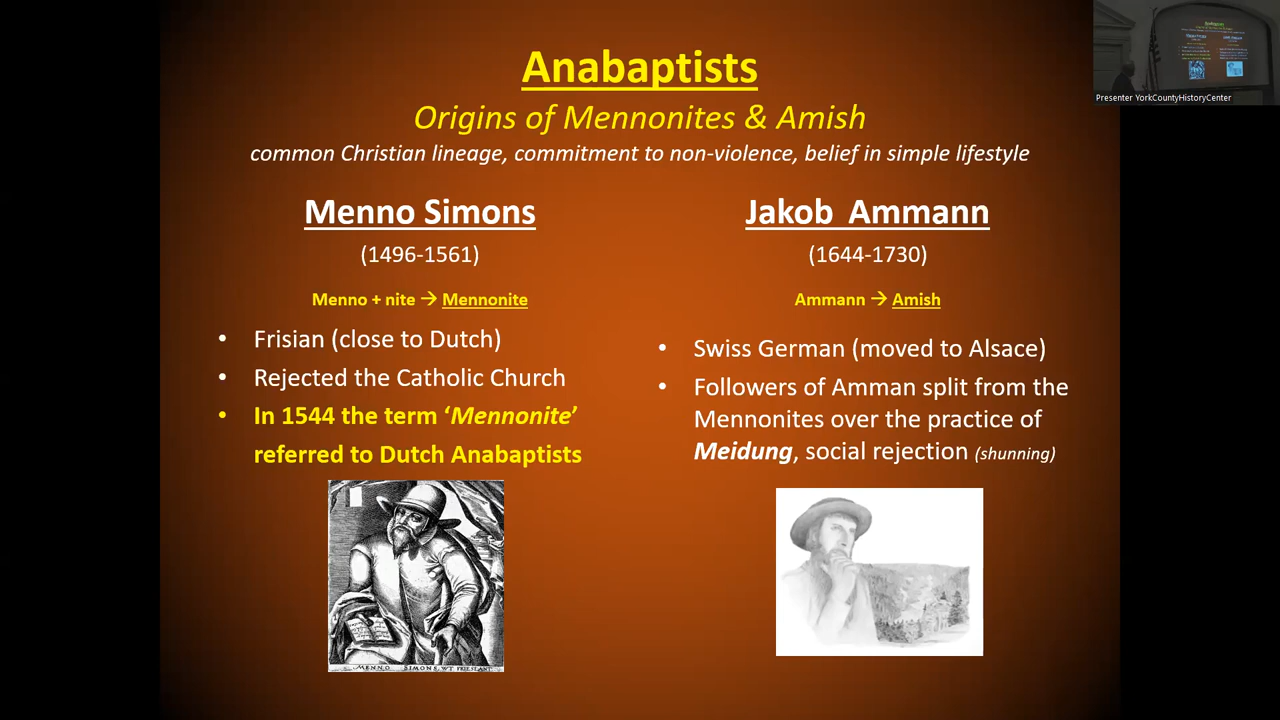 Anabaptists
Origins of Mennonites & Amish
common Christian lineage, commitment to non-violence, belief in simple lifestyle
Menno Simons
(1496-1561)
Menno + nite → Mennonite
• Frisian (close to Dutch)
• Rejected the Catholic Church
• In 1544 the term ‘Mennonite’
referred to Dutch Anabaptists
MENNO SIMONS WT FRIESLANT
Jakob Ammann
(1644-1730)
Ammann → Amish
• Swiss German (moved to Alsace)
• Followers of Amman split from the
Mennonites over the practice of
Meidung, social rejection (shunning)
Presenter YorkCountyHistoryCenter